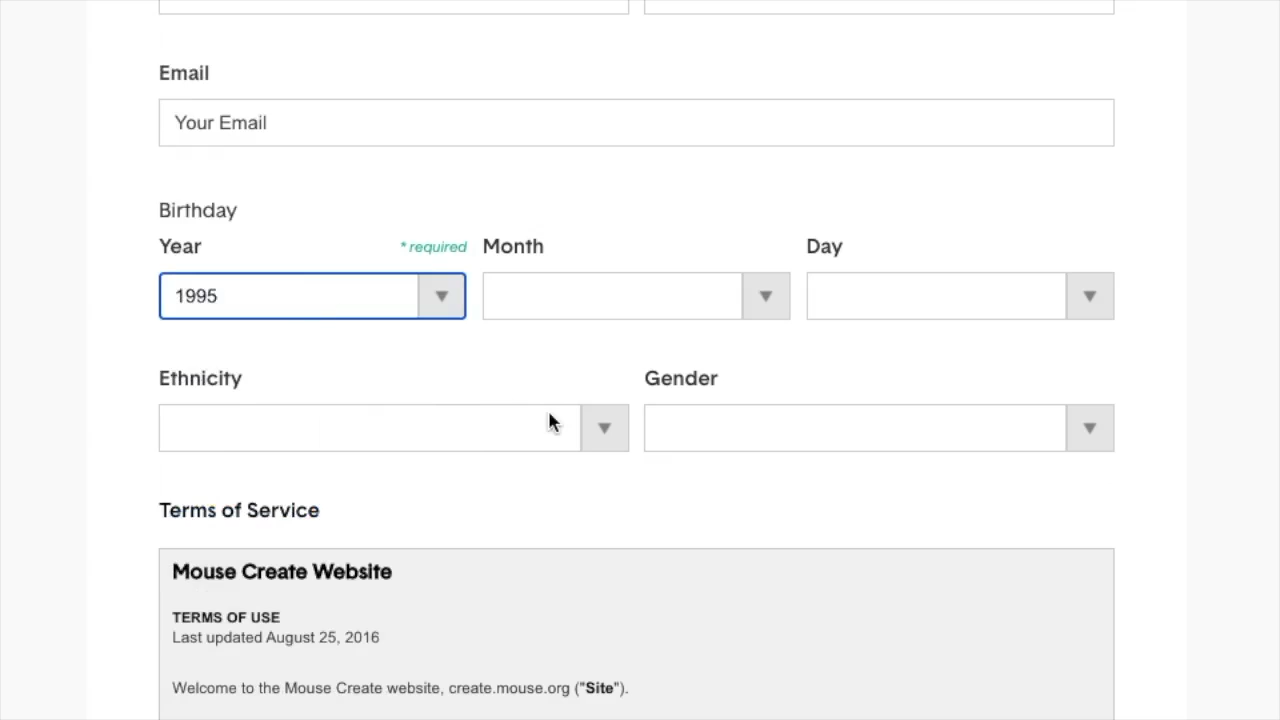 Email
Your Email
Birthday
Year * required Month Day
1995
Ethnicity Gender
Terms of Service
Mouse Create Website
TERMS OF USE
Last updated August 25, 2016
Welcome to the Mouse Create website, create.mouse.org ("Site").